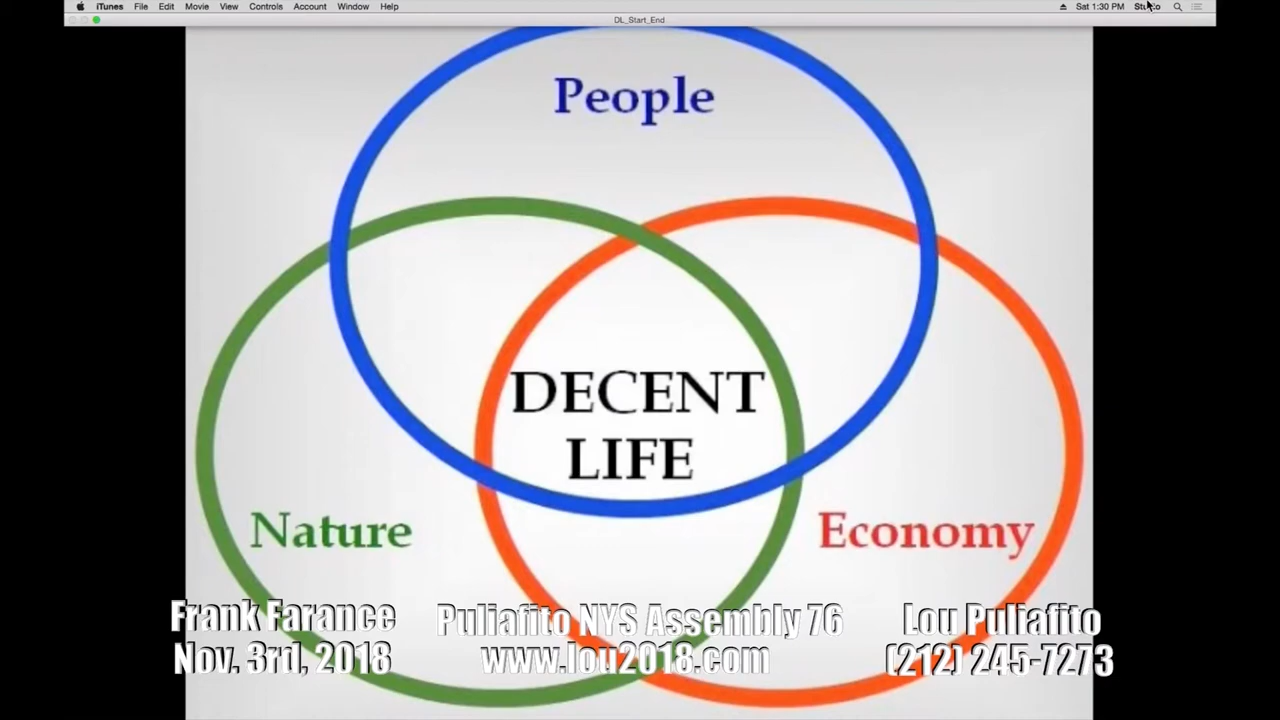 iTunes File Edit Movie View Controls Account Window Help Sat 1:30 PM
DL_Start_End
People
DECENT
LIFE
Nature
Economy
Frank Farance Puliafito NYS Assembly 76 Lou Puliafito
Nov. 3rd, 2018 www.lou2018.com (212) 245-7273